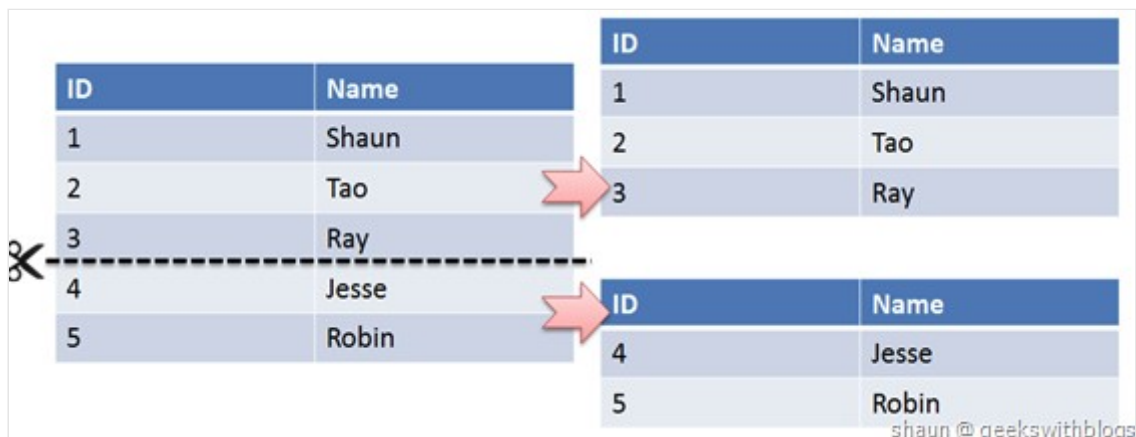 ID Name
1 Shaun
2 Tao
3 Ray
4 Jesse
5 Robin
ID Name
1 Shaun
2 Tao
3 Ray
ID Name
4 Jesse
5 Robin
shaun @ geekswithblogs